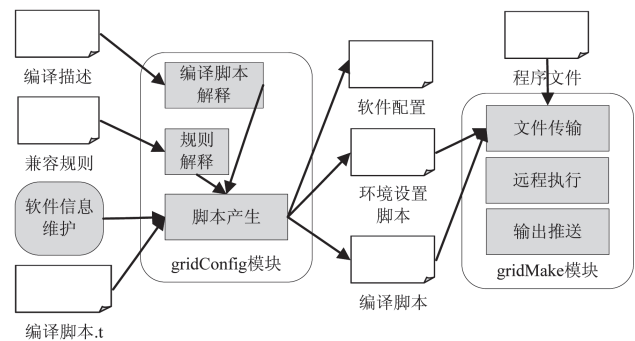 编译描述
兼容规则
软件信息
维护
编译脚本.t
编译脚本
解释
规则
解释
脚本产生
gridConfig模块
软件配置
环境设置
脚本
编译脚本
程序文件
文件传输
远程执行
输出推送
gridMake模块